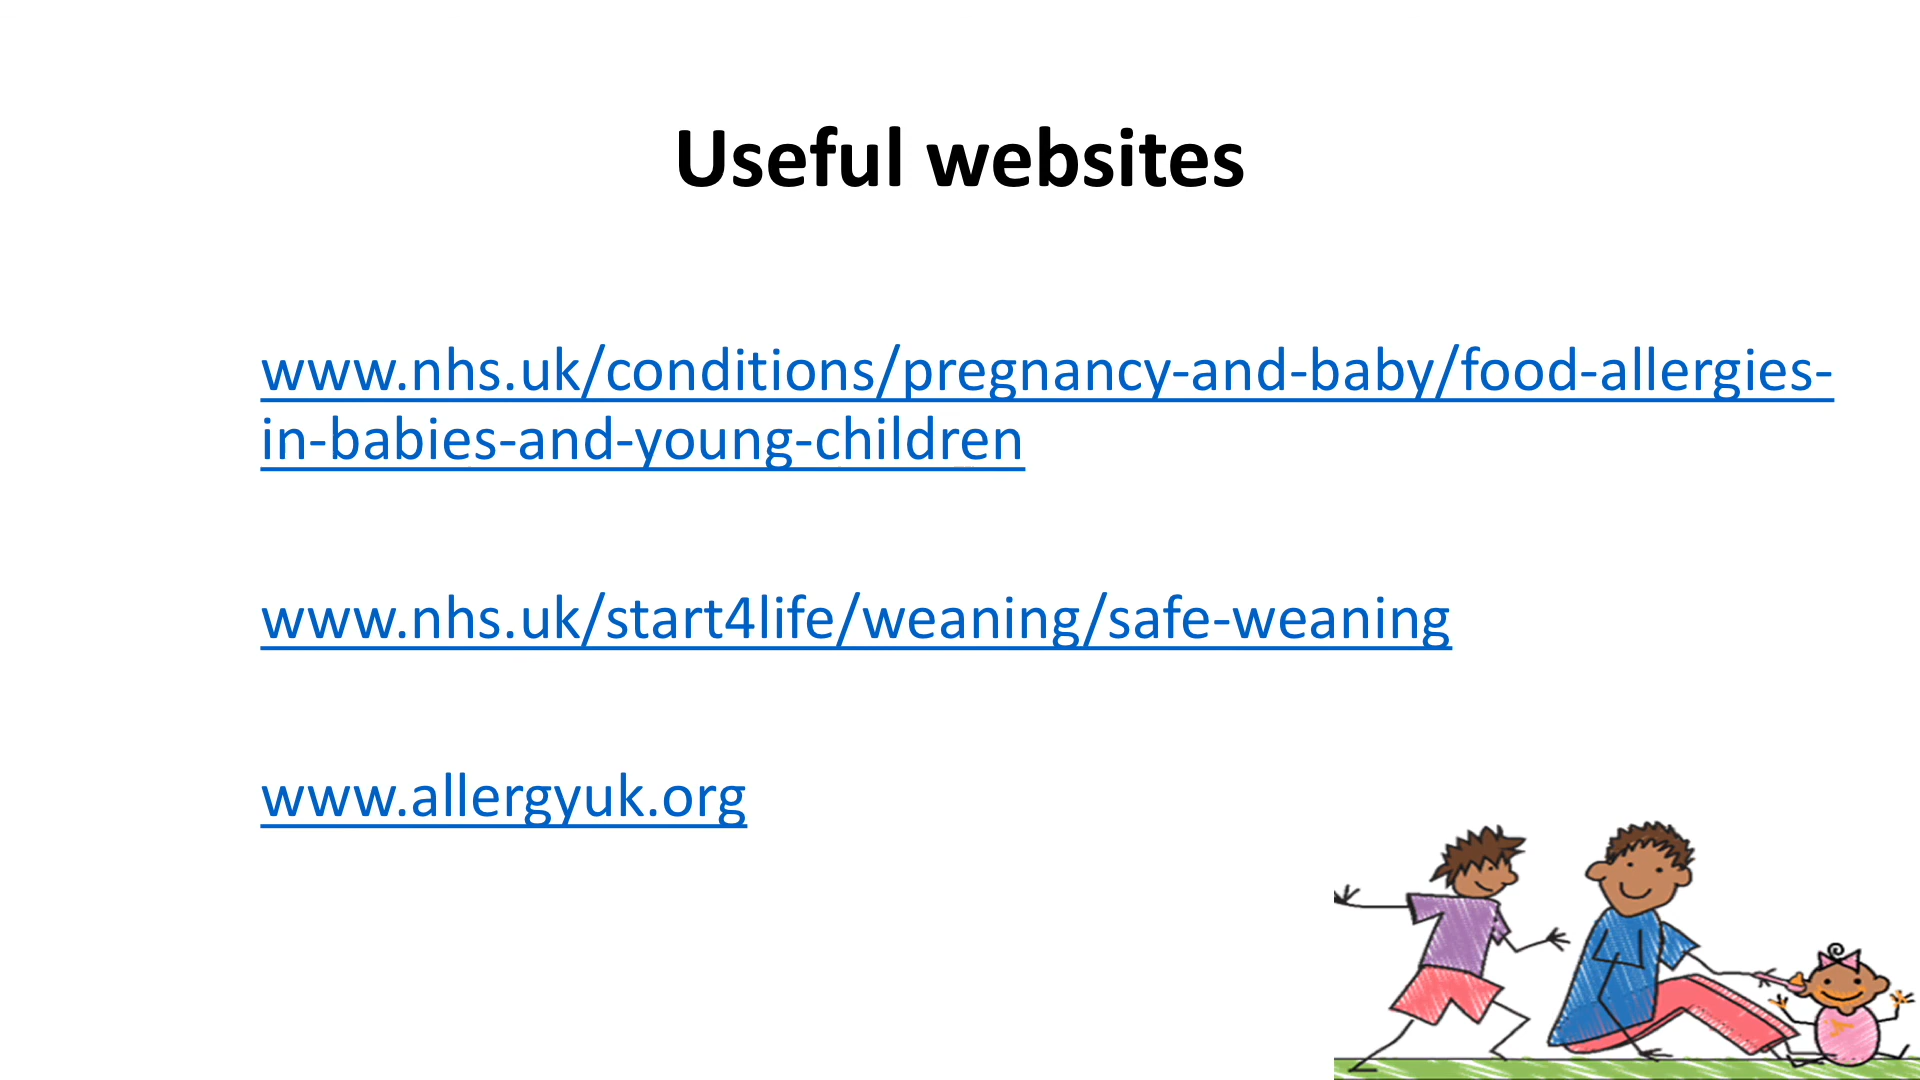 Useful websites
www.nhs.uk/conditions/pregnancy-and-baby/food-allergies-
in-babies-and-young-children
www.nhs.uk/start4life/weaning/safe-weaning
www.allergyuk.org